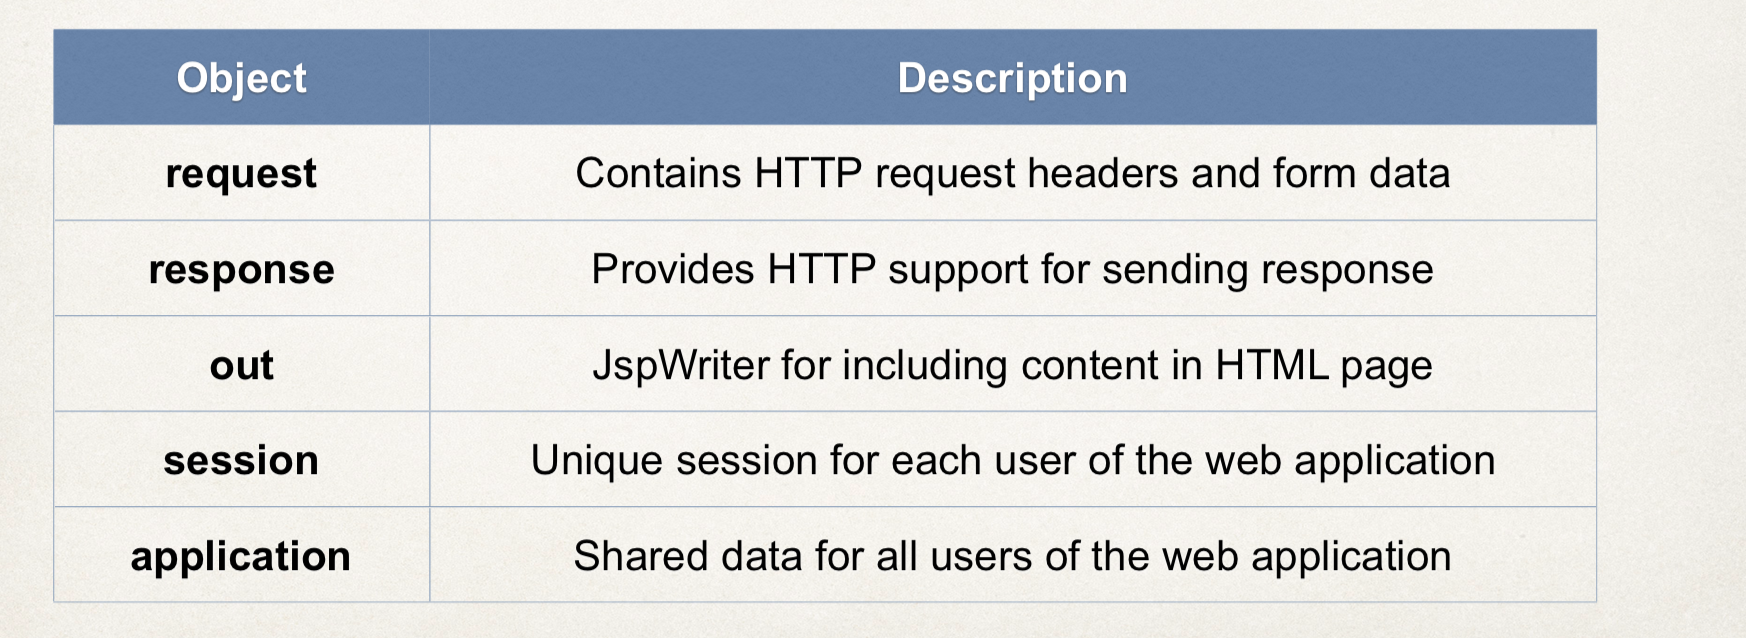 Object Description
request Contains HTTP request headers and form data
response Provides HTTP support for sending response
out JspWriter for including content in HTML page
session Unique session for each user of the web application
application Shared data for all users of the web application